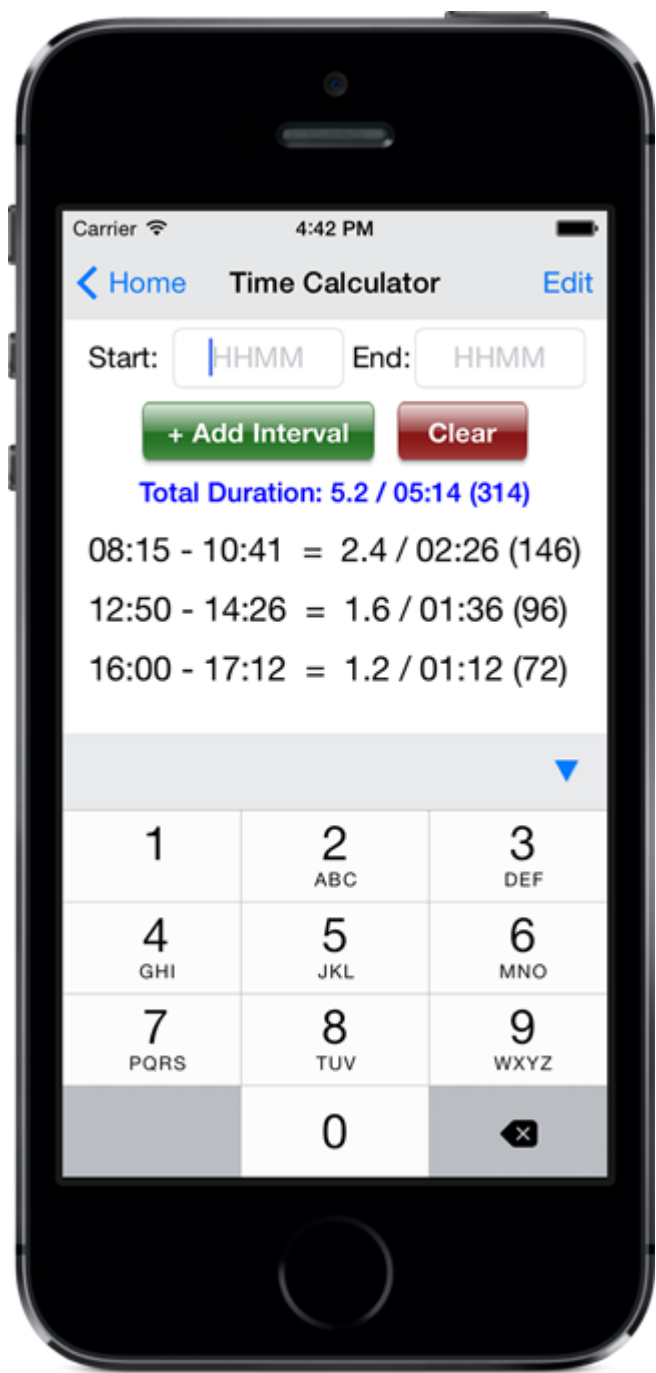 Carrier 4:42 PM
Home Time Calculator Edit
Start: HHMM End: HHMM
+ Add Interval Clear
Total Duration: 5.2 / 05:14 (314)
08:15 - 10:41 = 2.4 / 02:26 (146)
12:50 - 14:26 = 1.6 / 01:36 (96)
16:00 - 17:12 = 1.2 / 01:12 (72)
1 2 3
ABC DEF
4 5 6
GHI JKL MNO
7 8 9
PQRS TUV WXYZ
0